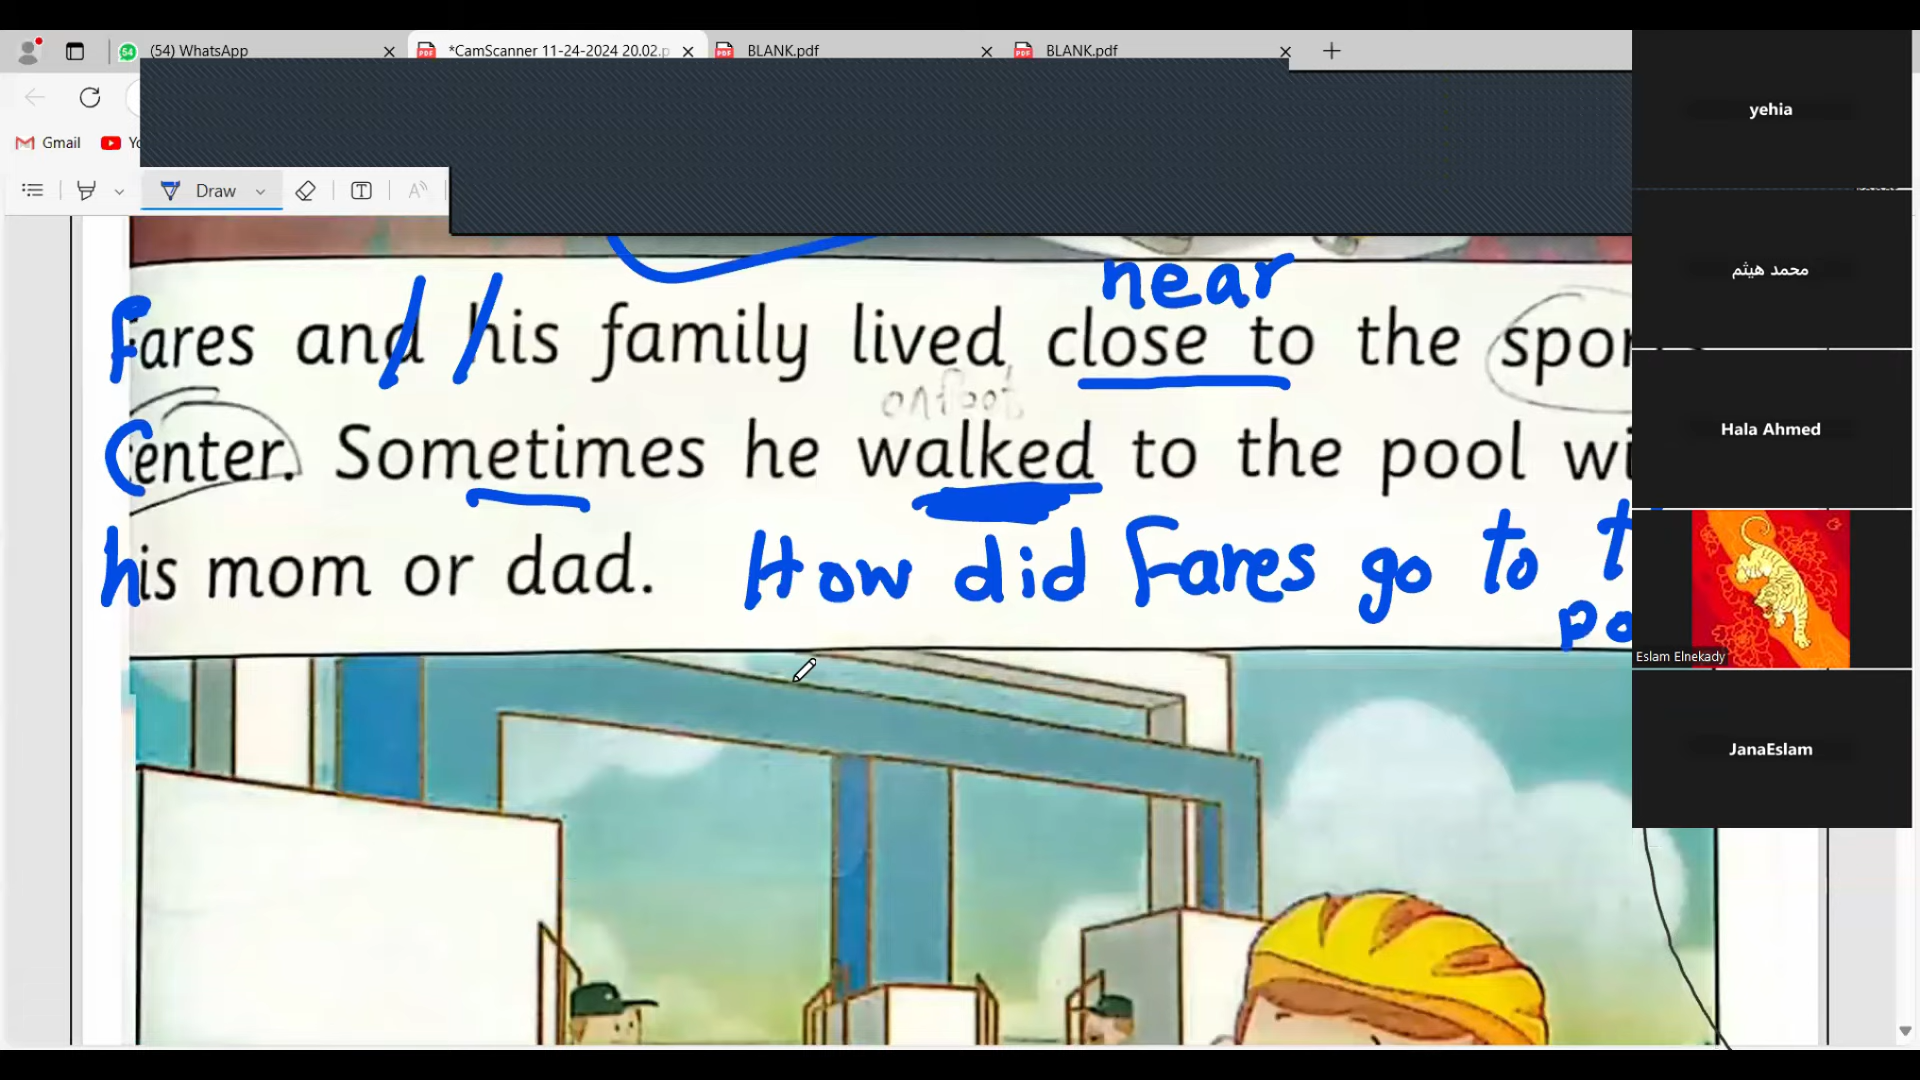 (54) WhatsApp
*CamScanner 11-24-2024 20.02.p
BLANK.pdf
BLANK.pdf
Gmail
Draw
near
Fares and his family lived close to the spor
on foot
Center. Sometimes he walked to the pool wi
his mom or dad.
How did Fares go to t
po
yehia
محمد هيثم
Hala Ahmed
Eslam Elnekady
JanaEslam